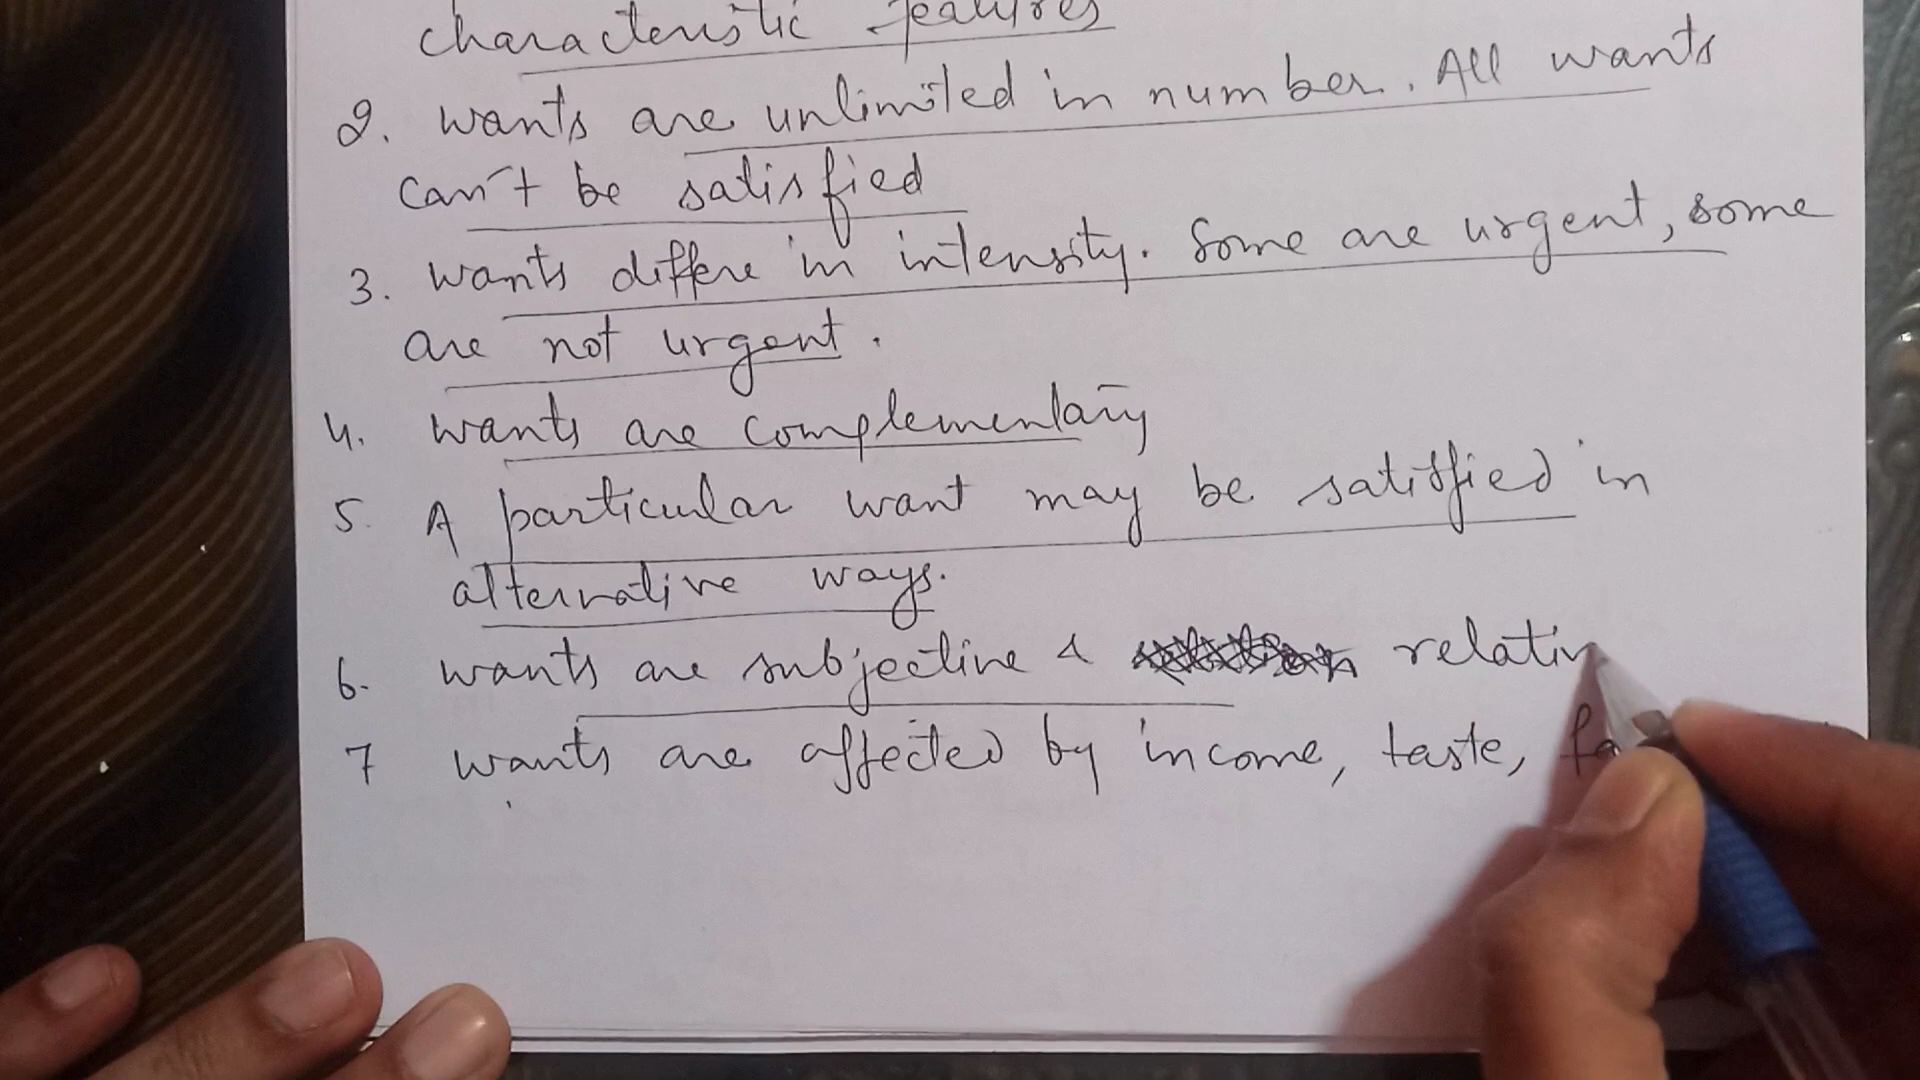 characteristic features
2. wants are unlimited in number. All wants
can't be satisfied
3. wants differe in intensity. Some are urgent, some
are not urgent.
4. wants are complementary
5. A particular want may be satisfied in
alternative ways.
6. wants are subjective & relativ
7 wants are affected by income, taste, fa